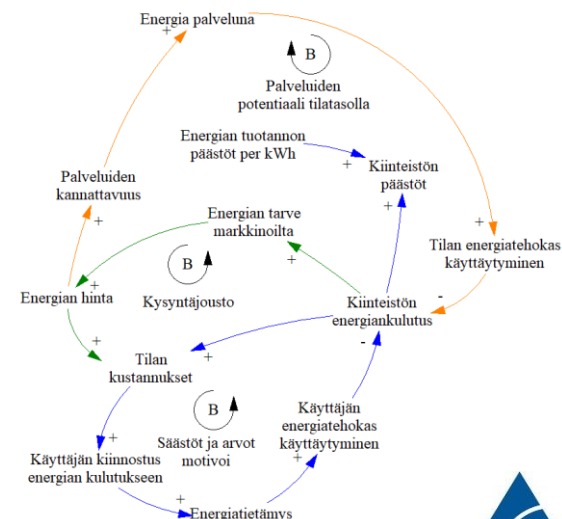 Energia palveluna
+
B
Palveluiden
potentiaali tilatasolla
Energian tuotannon
päästöt per kWh
+
Kiinteistön
päästöt
+
Palveluiden
kannattavuus
+
Energian tarve
markkinoilta
+
+
Tilan energiatehokas
käyttäytyminen
B
Kysyntäjousto
+
Energian hinta
-
Kiinteistön
energiankulutus
+
+
-
Tilan
kustannukset
B
Säästöt ja arvot
motivoi
Käyttäjän
energiatehokas
käyttäytyminen
+
+
Käyttäjän kiinnostus
energian kulutukseen
+
Energiatietämys